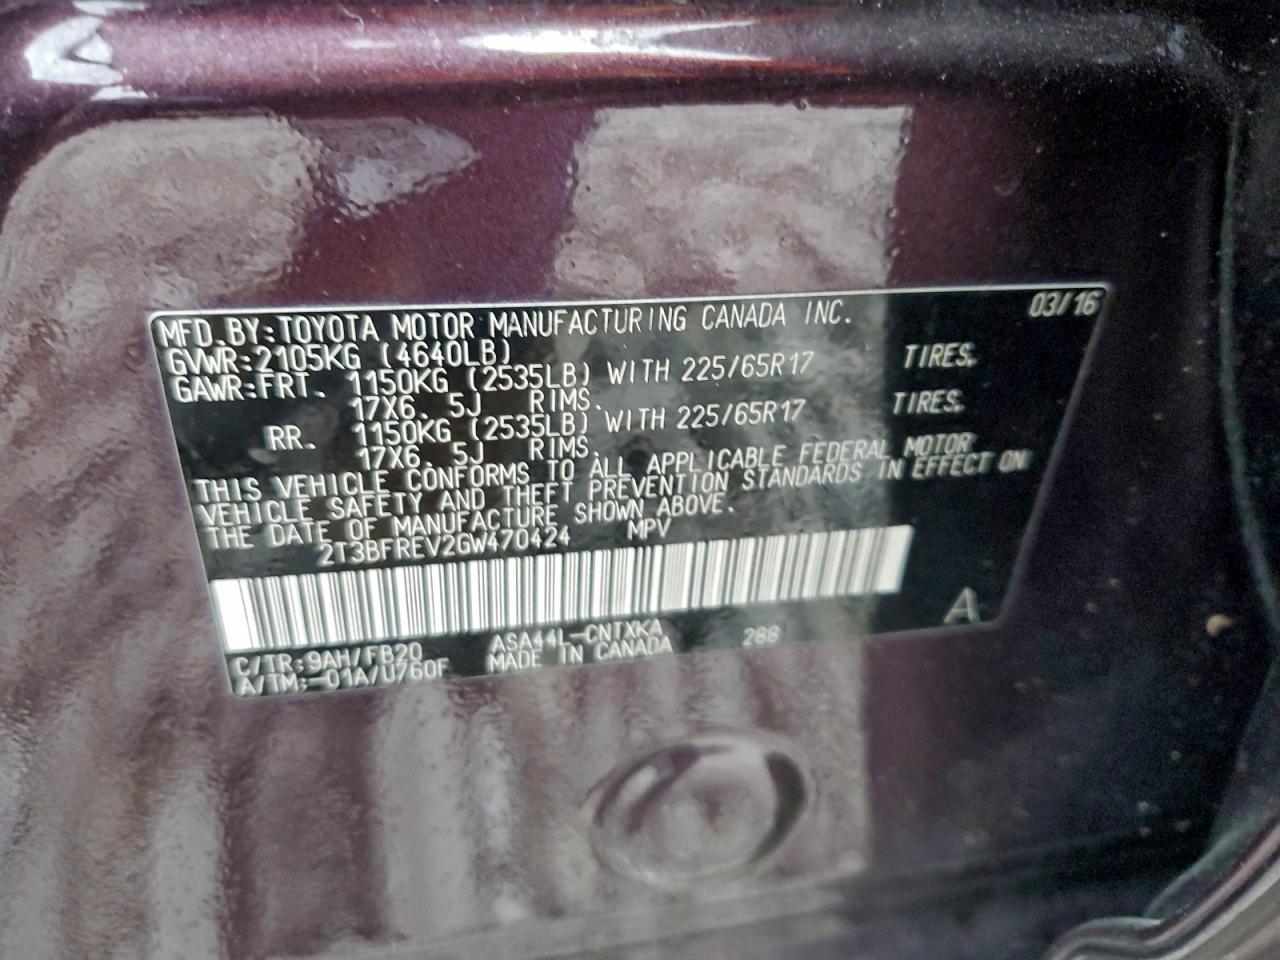 MFD.BY:TOYOTA MOTOR MANUFACTURING CANADA INC. 03/16
GVWR:2105KG (4640LB)
GAWR:FRT. 1150KG (2535LB) WITH 225/65R17 TIRES.
17X6.5J RIMS.
RR. 1150KG (2535LB) WITH 225/65R17 TIRES.
17X6.5J RIMS.
THIS VEHICLE CONFORMS TO ALL APPLICABLE FEDERAL MOTOR
VEHICLE SAFETY AND THEFT PREVENTION STANDARDS IN EFFECT ON
THE DATE OF MANUFACTURE SHOWN ABOVE.
2T3BFREV2GW470424 MPV
C/TR:9AH/FB20 ASA44L-CNTXKA 288 A
A/TM:-01A/U760F MADE IN CANADA